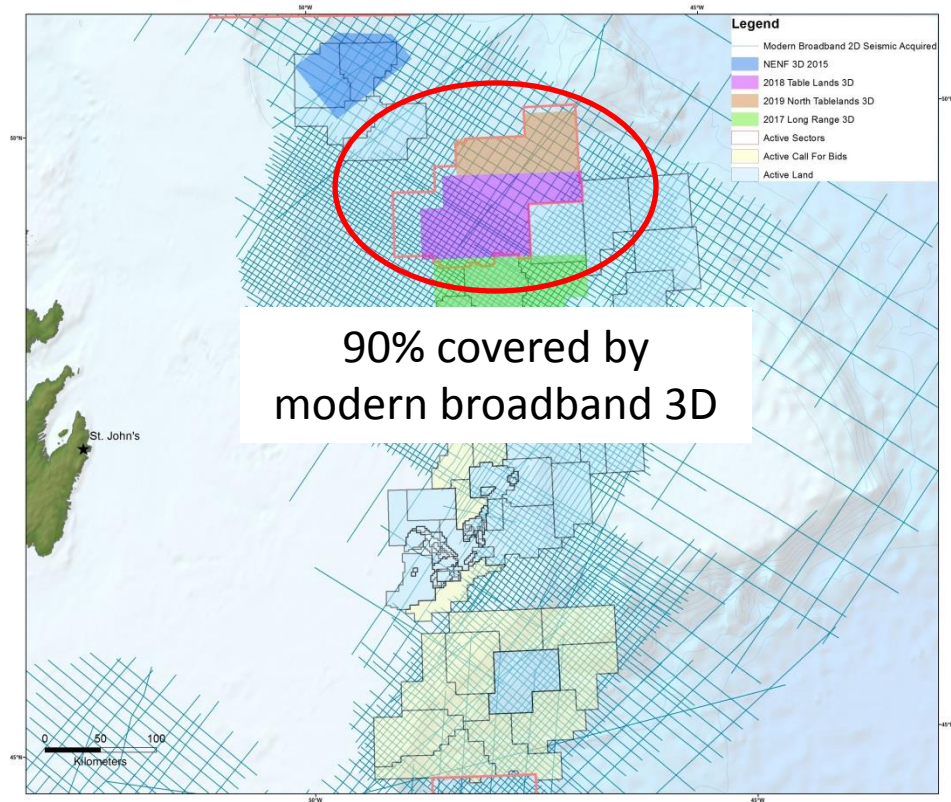 50°W
45°W
Legend
Modern Broadband 2D Seismic Acquired
NENF 3D 2015
2018 Table Lands 3D
2019 North Tablelands 3D
2017 Long Range 3D
Active Sectors
Active Call For Bids
Active Land
50°N
90% covered by
modern broadband 3D
St. John's
45°N
0 50 100
Kilometers
50°W
45°W